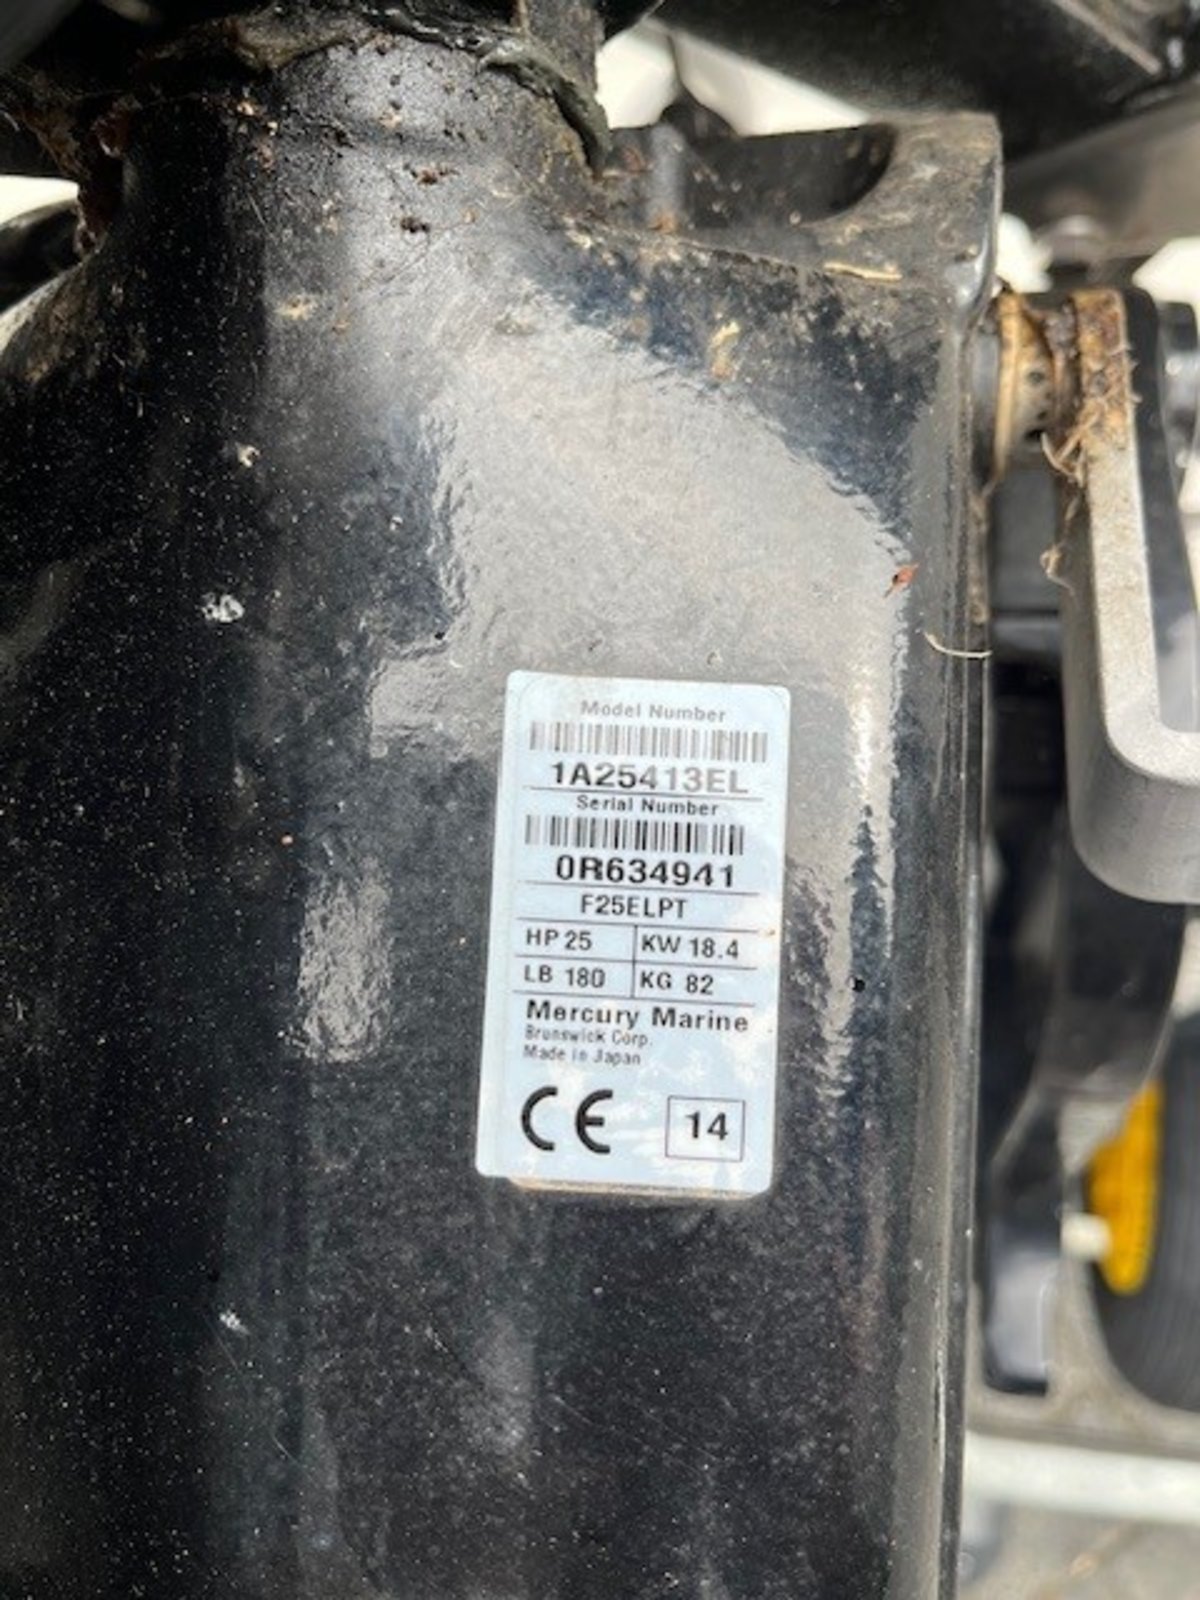 Model Number
1A25413EL
Serial Number
0R634941
F25ELPT
HP 25 KW 18.4
LB 180 KG 82
Mercury Marine
Brunswick Corp.
Made in Japan
CE 14